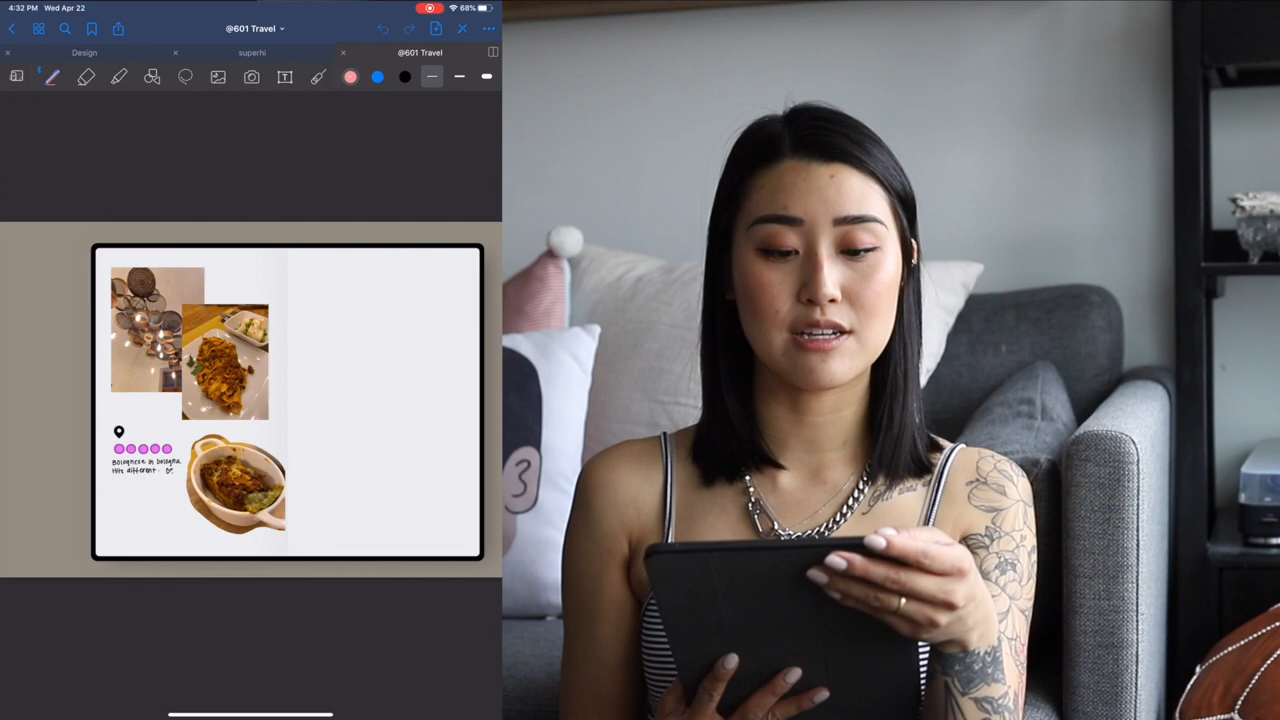 4:32 PM Wed Apr 22
68%
@601 Travel
Design
superhi
@601 Travel
T
Bolognese in bologna
Hits different.